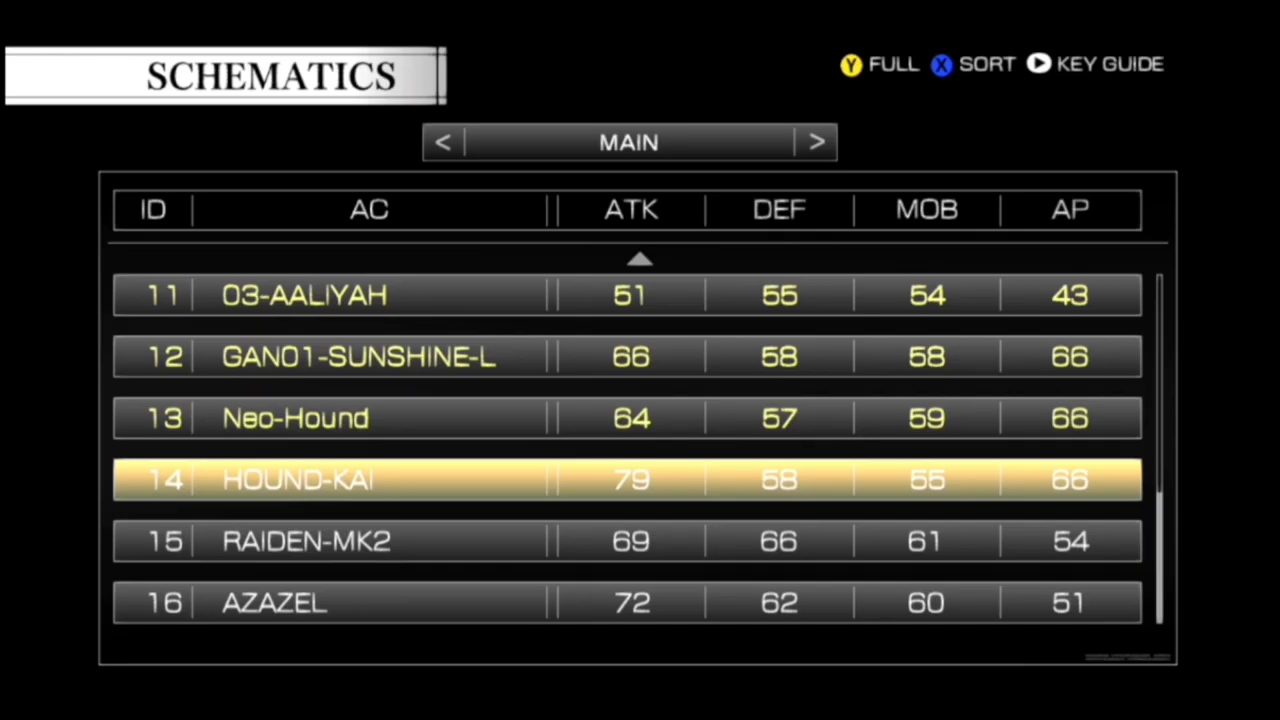 SCHEMATICS
Y FULL X SORT KEY GUIDE
< MAIN >
ID AC ATK DEF MOB AP
11 03-AALIYAH 51 55 54 43
12 GAN01-SUNSHINE-L 66 58 58 66
13 Neo-Hound 64 57 59 66
14 HOUND-KAI 79 58 55 66
15 RAIDEN-MK2 69 66 61 54
16 AZAZEL 72 62 60 51